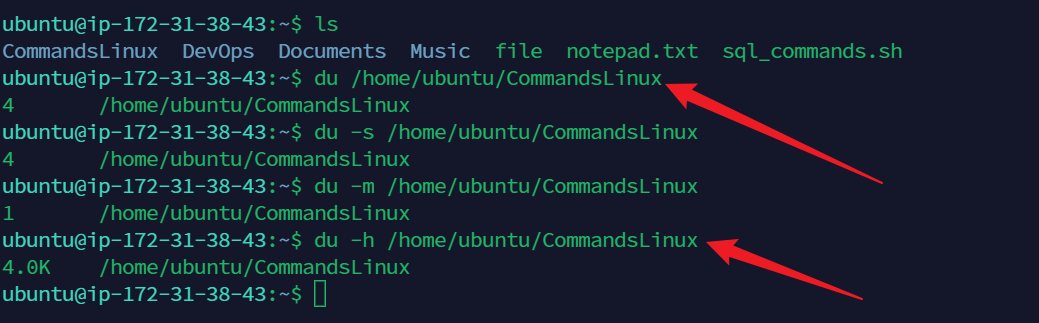 ubuntu@ip-172-31-38-43:~$ ls
CommandsLinux  DevOps  Documents  Music  file  notepad.txt  sql_commands.sh
ubuntu@ip-172-31-38-43:~$ du /home/ubuntu/CommandsLinux
4       /home/ubuntu/CommandsLinux
ubuntu@ip-172-31-38-43:~$ du -s /home/ubuntu/CommandsLinux
4       /home/ubuntu/CommandsLinux
ubuntu@ip-172-31-38-43:~$ du -m /home/ubuntu/CommandsLinux
1       /home/ubuntu/CommandsLinux
ubuntu@ip-172-31-38-43:~$ du -h /home/ubuntu/CommandsLinux
4.0K    /home/ubuntu/CommandsLinux
ubuntu@ip-172-31-38-43:~$